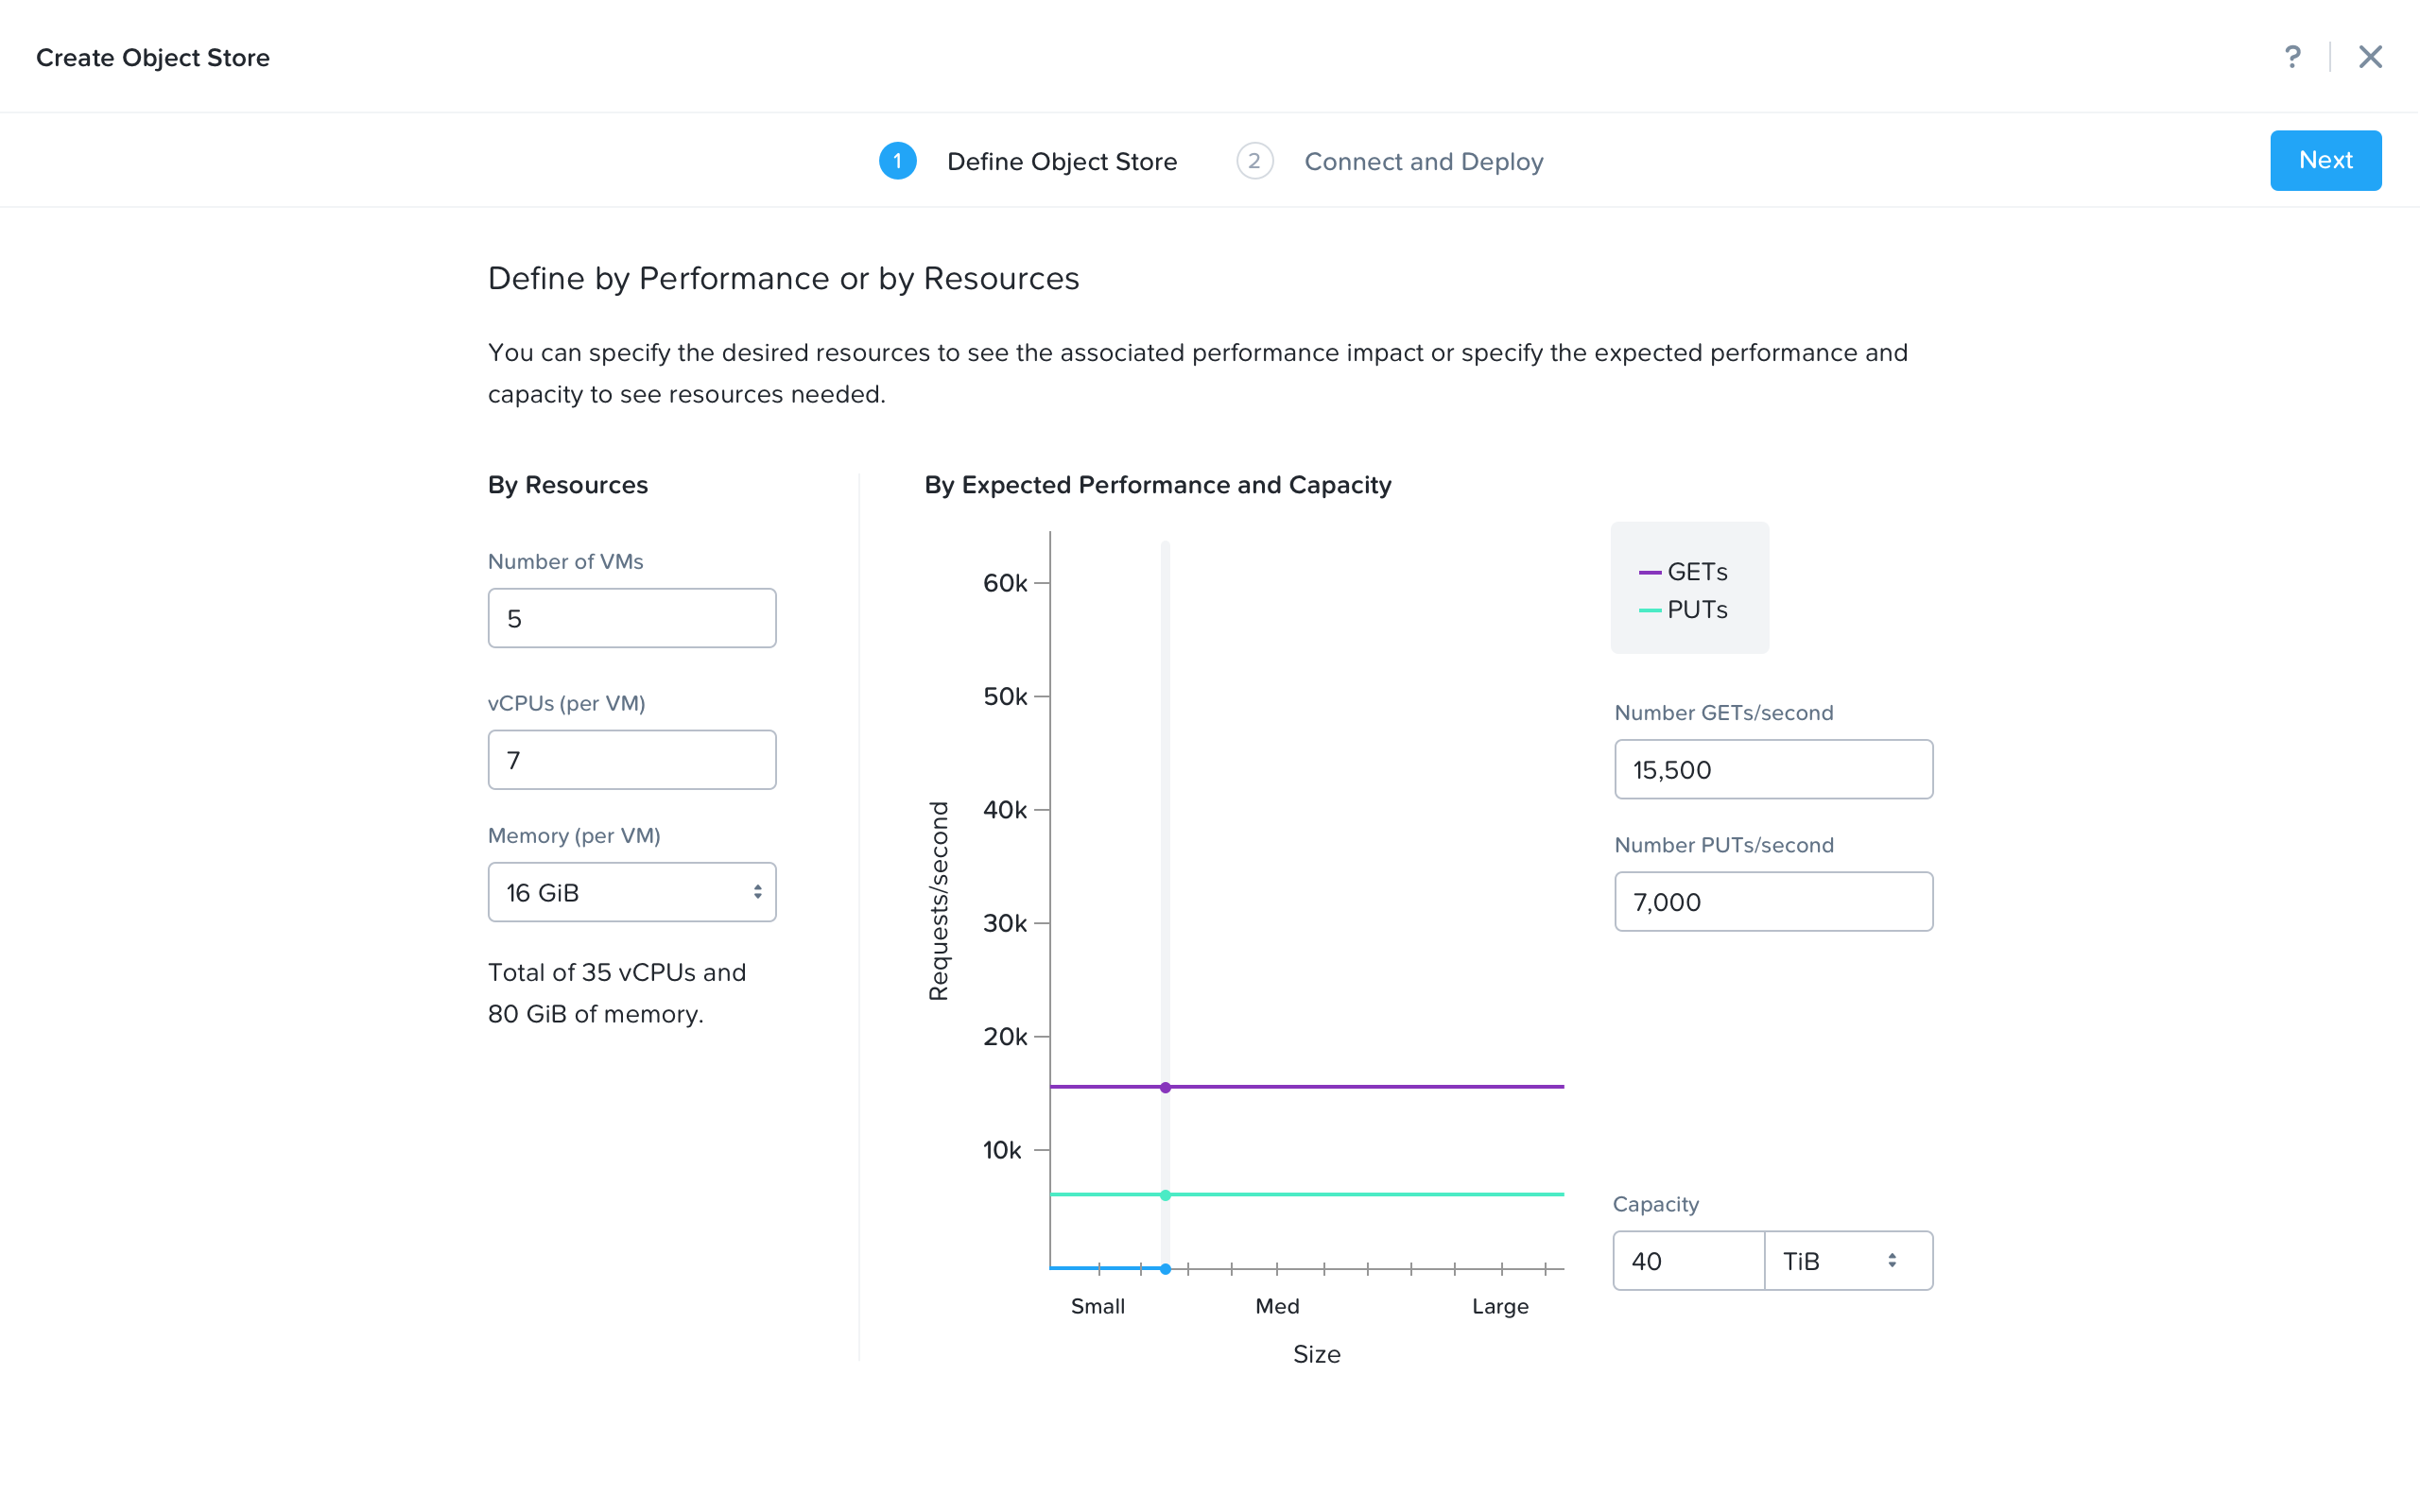 Create Object Store
?
1 Define Object Store 2 Connect and Deploy
Next
Define by Performance or by Resources
You can specify the desired resources to see the associated performance impact or specify the expected performance and
capacity to see resources needed.
By Resources
Number of VMs
5
vCPUs (per VM)
7
Memory (per VM)
16 GiB
Total of 35 vCPUs and
80 GiB of memory.
By Expected Performance and Capacity
Requests/second
60k
50k
40k
30k
20k
10k
Small Med Large
Size
GETs
PUTs
Number GETs/second
15,500
Number PUTs/second
7,000
Capacity
40 TiB